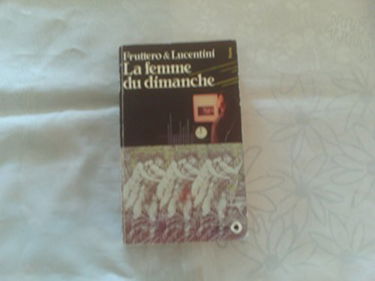 Fruttero & Lucentini
La femme
du dimanche